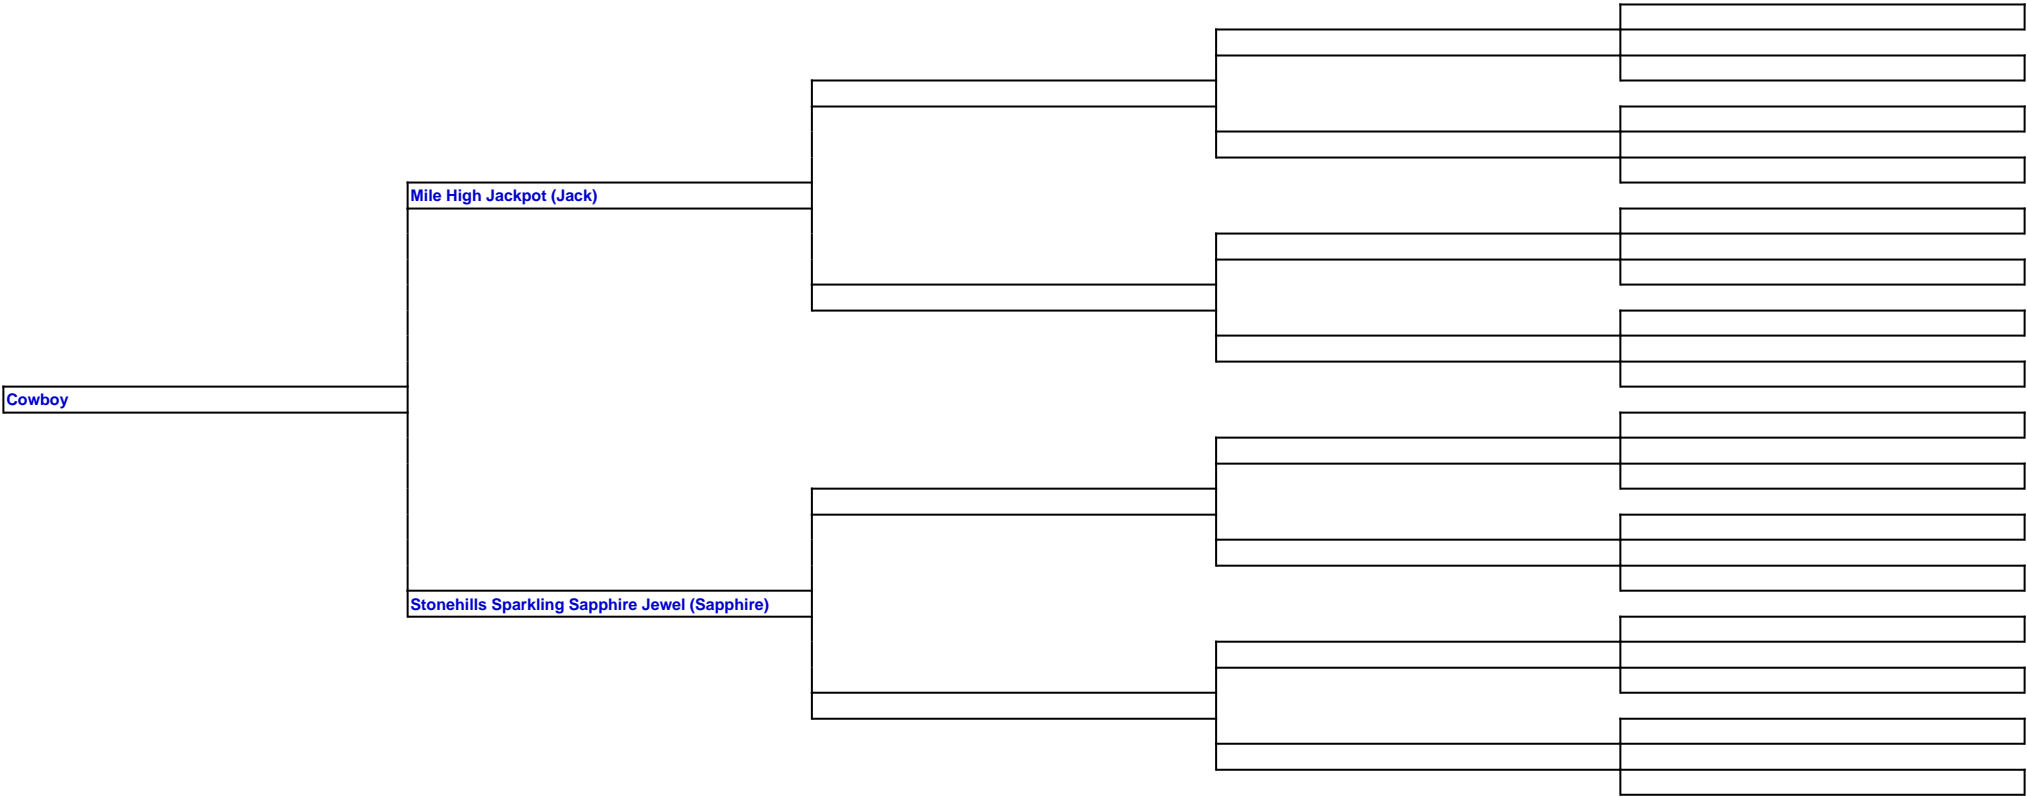 Mile High Jackpot (Jack)
Cowboy
Stonehills Sparkling Sapphire Jewel (Sapphire)